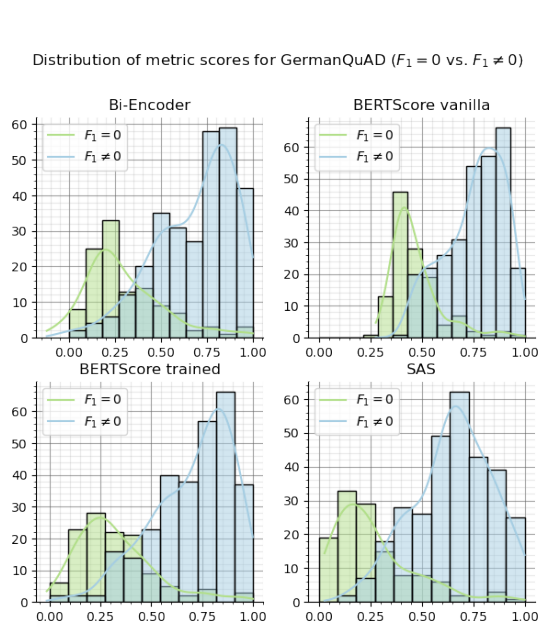 Distribution of metric scores for GermanQuAD (F₁ = 0 vs. F₁ ≠ 0)
Bi-Encoder
BERTScore vanilla
F₁ = 0
F₁ ≠ 0
60
50
40
30
20
10
0
0.00 0.25 0.50 0.75 1.00
F₁ = 0
F₁ ≠ 0
60
50
40
30
20
10
0
0.00 0.25 0.50 0.75 1.00
BERTScore trained
SAS
F₁ = 0
F₁ ≠ 0
60
50
40
30
20
10
0
0.00 0.25 0.50 0.75 1.00
F₁ = 0
F₁ ≠ 0
60
50
40
30
20
10
0
0.00 0.25 0.50 0.75 1.00